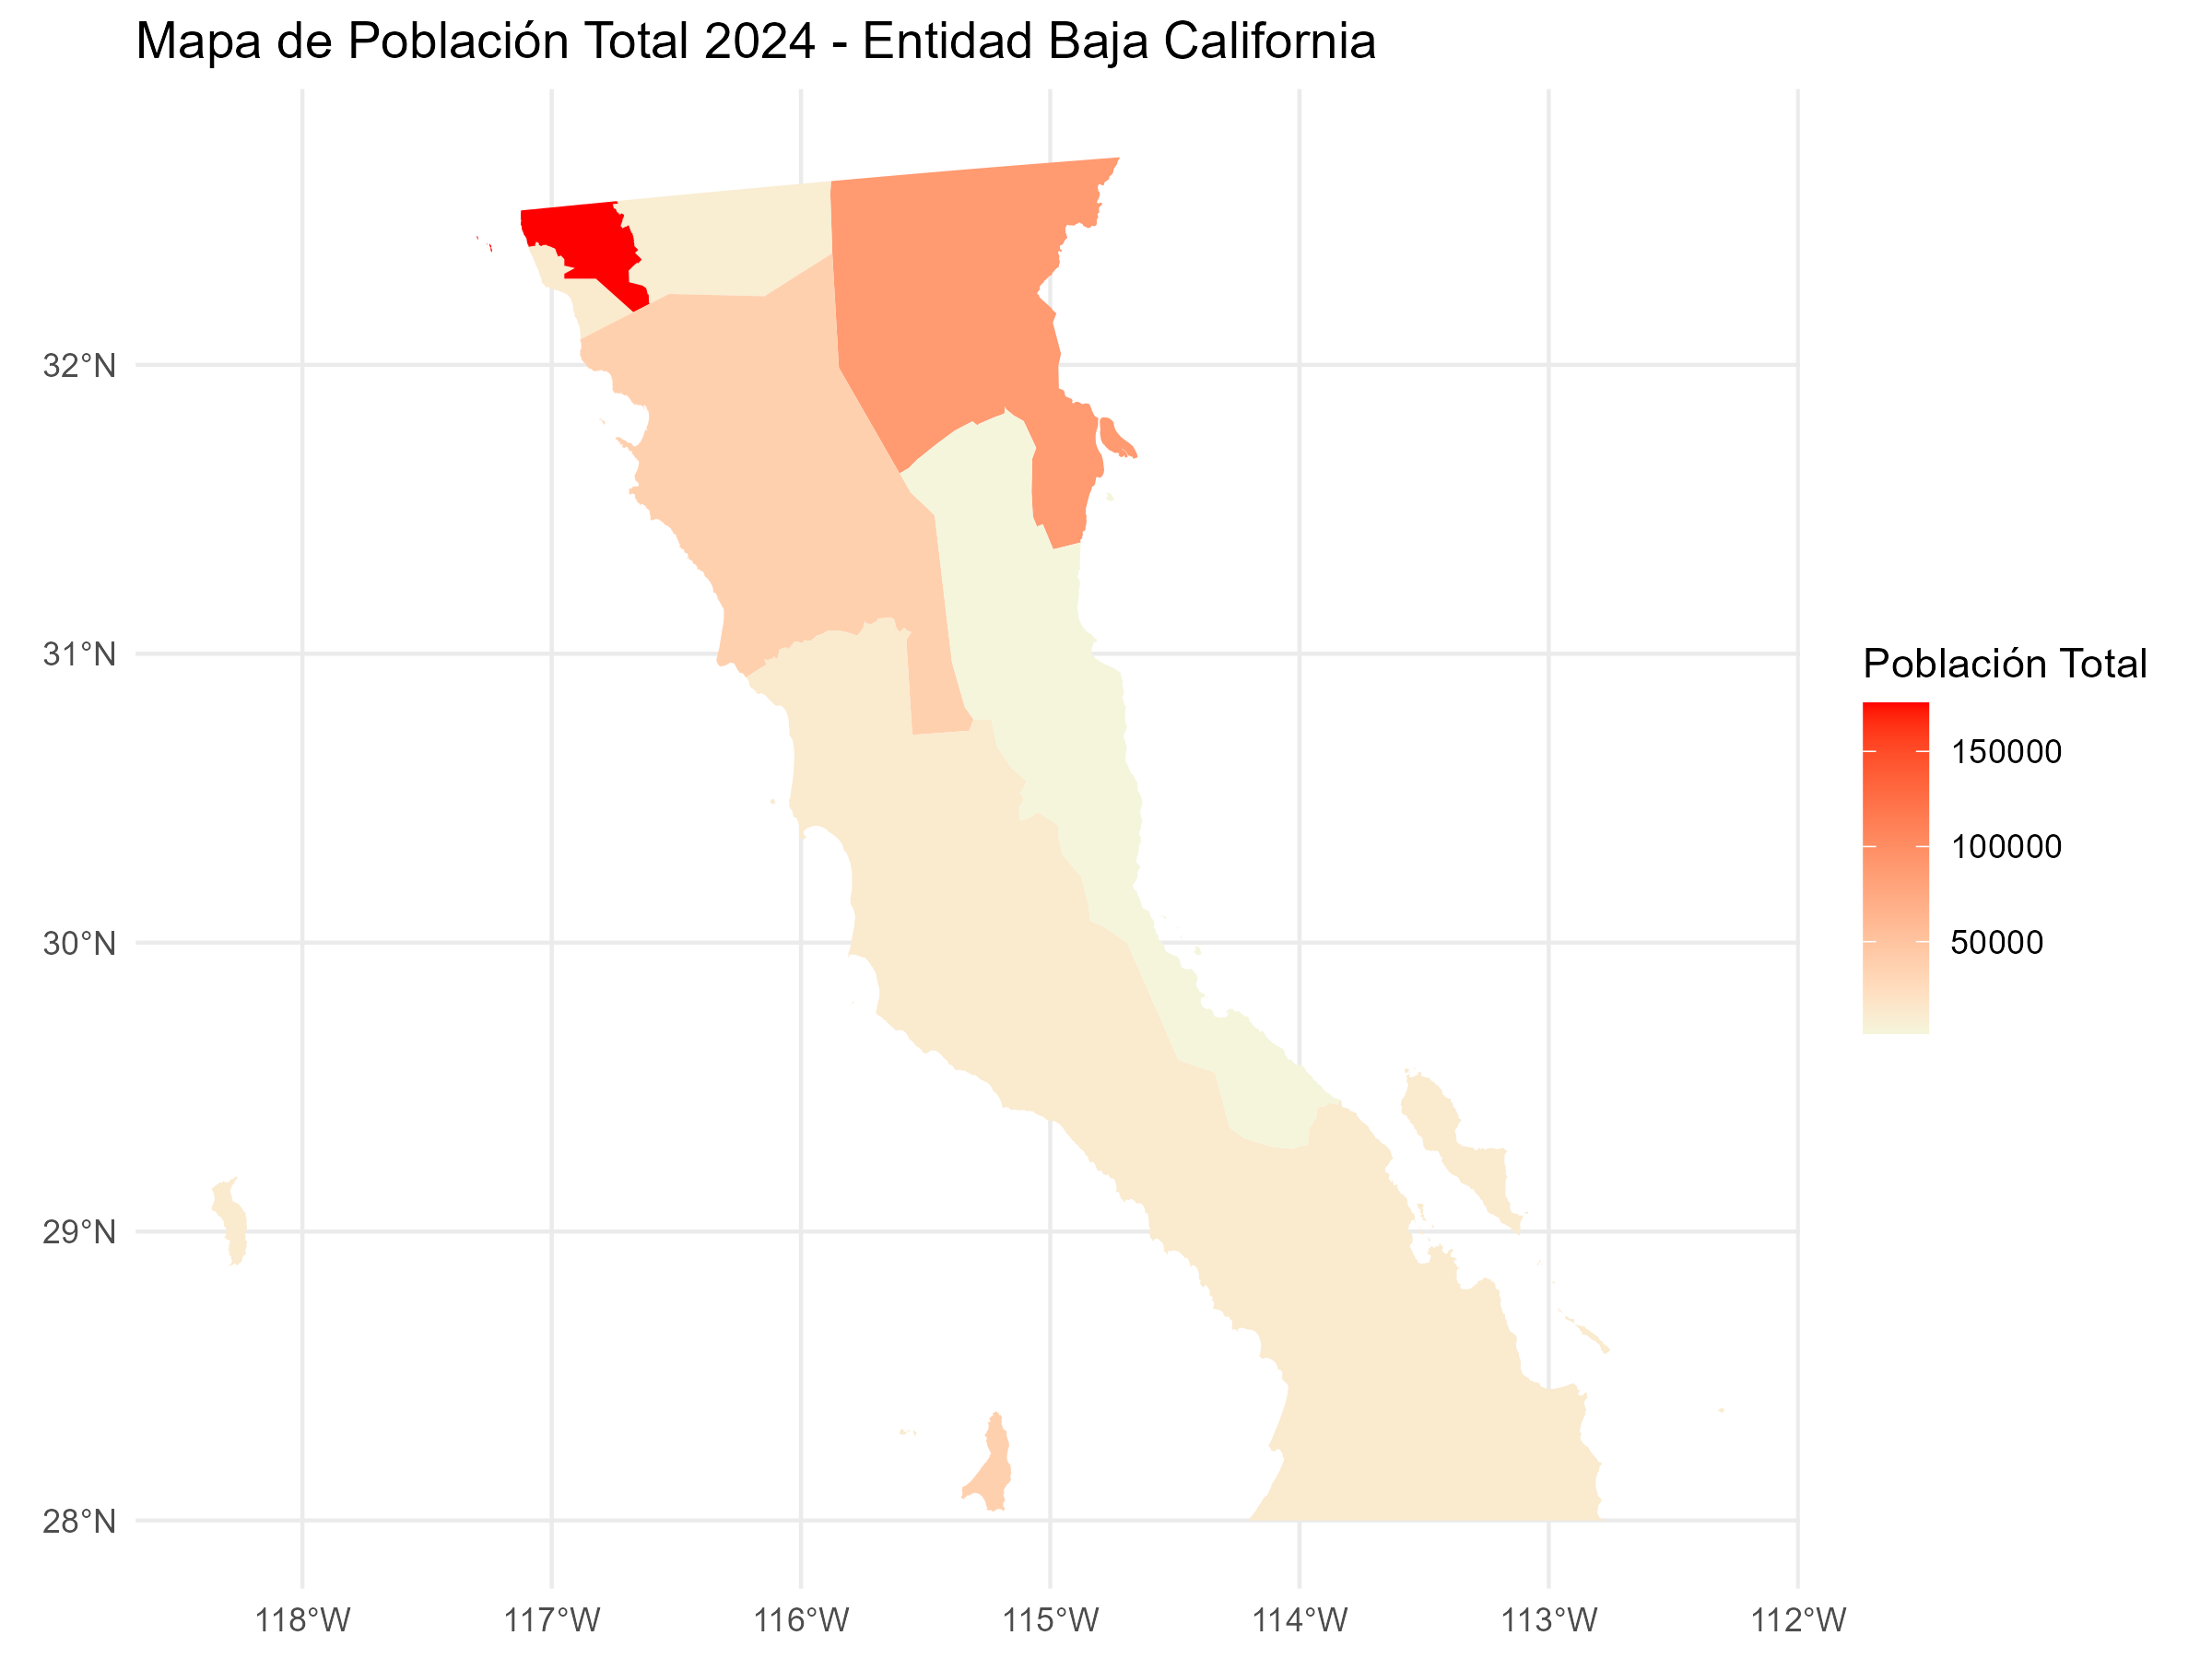 Mapa de Población Total 2024 - Entidad Baja California
32°N
31°N
30°N
29°N
28°N
118°W
117°W
116°W
115°W
114°W
113°W
112°W
Población Total
150000
100000
50000